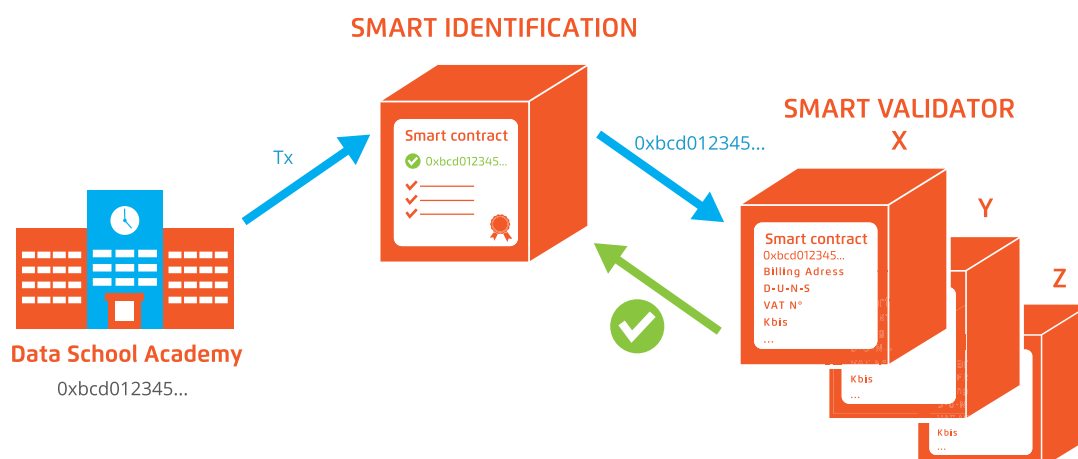 SMART IDENTIFICATION
Smart contract
0xbcd012345...
Tx
0xbcd012345...
SMART VALIDATOR
X
Smart contract
0xbcd012345...
Billing Adress
D-U-N-S
VAT N°
Kbis
...
Y
Kbis
...
Z
Kbis
...
Data School Academy
0xbcd012345...